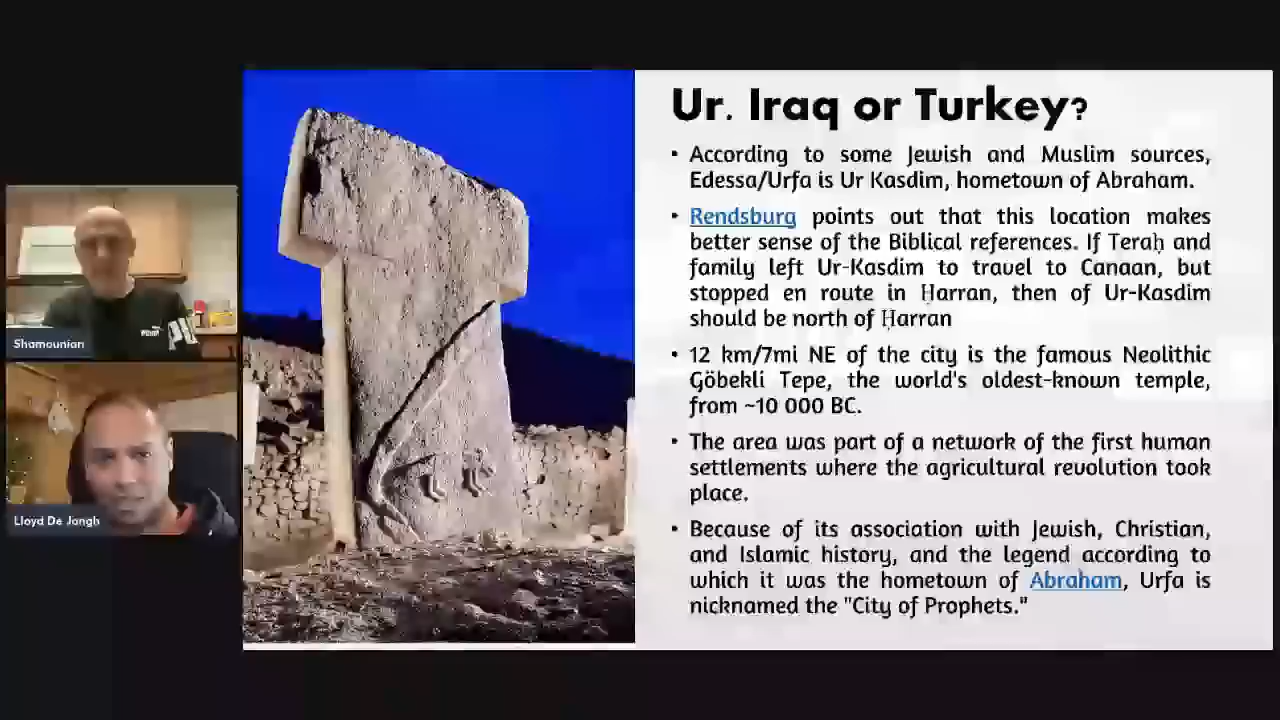 Ur. Iraq or Turkey?
• According to some Jewish and Muslim sources,
Edessa/Urfa is Ur Kasdim, hometown of Abraham.
• Rendsburg points out that this location makes
better sense of the Biblical references. If Teraḥ and
family left Ur-Kasdim to travel to Canaan, but
stopped en route in Ḥarran, then of Ur-Kasdim
should be north of Ḥarran
• 12 km/7mi NE of the city is the famous Neolithic
Göbekli Tepe, the world's oldest-known temple,
from ~10 000 BC.
• The area was part of a network of the first human
settlements where the agricultural revolution took
place.
• Because of its association with Jewish, Christian,
and Islamic history, and the legend according to
which it was the hometown of Abraham, Urfa is
nicknamed the "City of Prophets."
Shamounian
Lloyd De Jongh